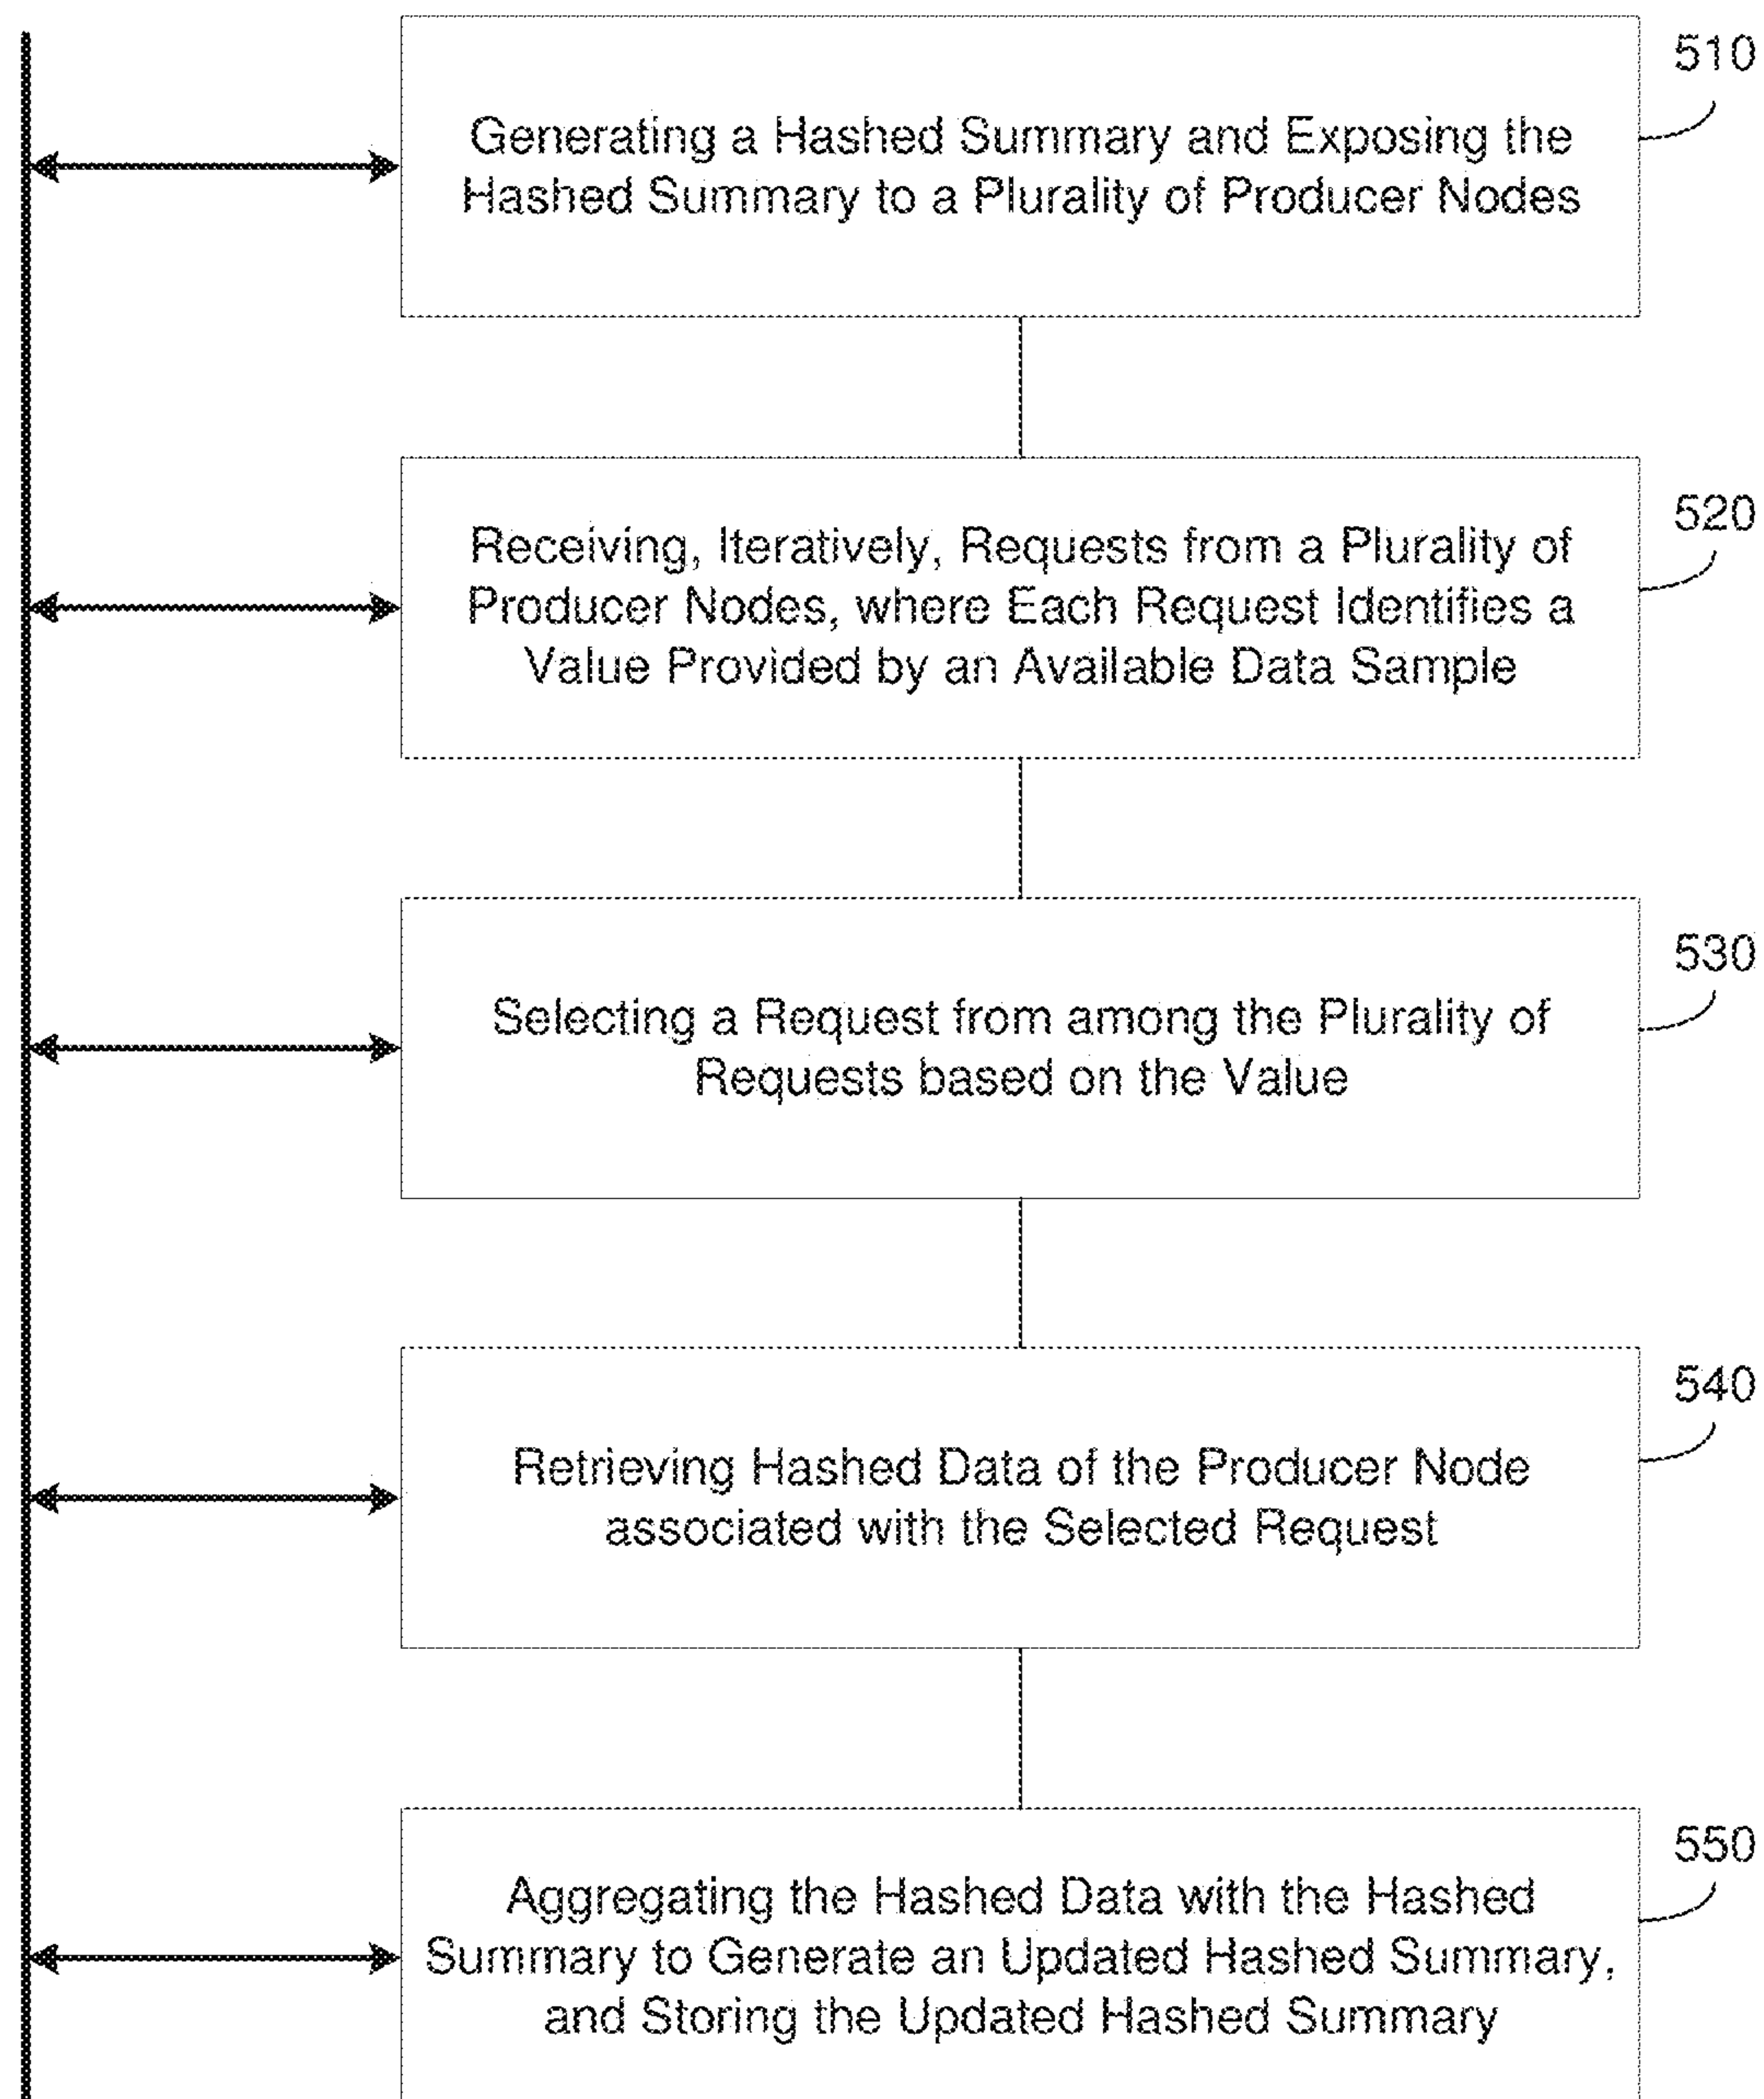 510
Generating a Hashed Summary and Exposing the
Hashed Summary to a Plurality of Producer Nodes
520
Receiving, Iteratively, Requests from a Plurality of
Producer Nodes, where Each Request Identifies a
Value Provided by an Available Data Sample
530
Selecting a Request from among the Plurality of
Requests based on the Value
540
Retrieving Hashed Data of the Producer Node
associated with the Selected Request
550
Aggregating the Hashed Data with the Hashed
Summary to Generate an Updated Hashed Summary,
and Storing the Updated Hashed Summary